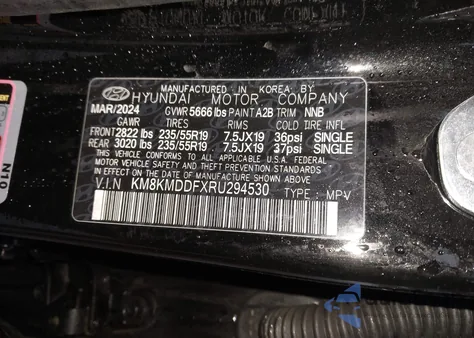 MANUFACTURED IN KOREA BY
HYUNDAI MOTOR COMPANY
MAR/2024 GVWR 5666 lbs PAINT A2B TRIM NNB
GAWR TIRES RIMS COLD TIRE INFL
FRONT 2822 lbs 235/55R19 7.5JX19 36psi SINGLE
REAR 3020 lbs 235/55R19 7.5JX19 37psi SINGLE
THIS VEHICLE CONFORMS TO ALL APPLICABLE U.S.A. FEDERAL
MOTOR VEHICLE SAFETY AND THEFT PREVENTION STANDARDS
IN EFFECT ON THE DATE OF MANUFACTURE SHOWN ABOVE
V.I.N KM8KMDDFXRU294530 TYPE : MPV
N10